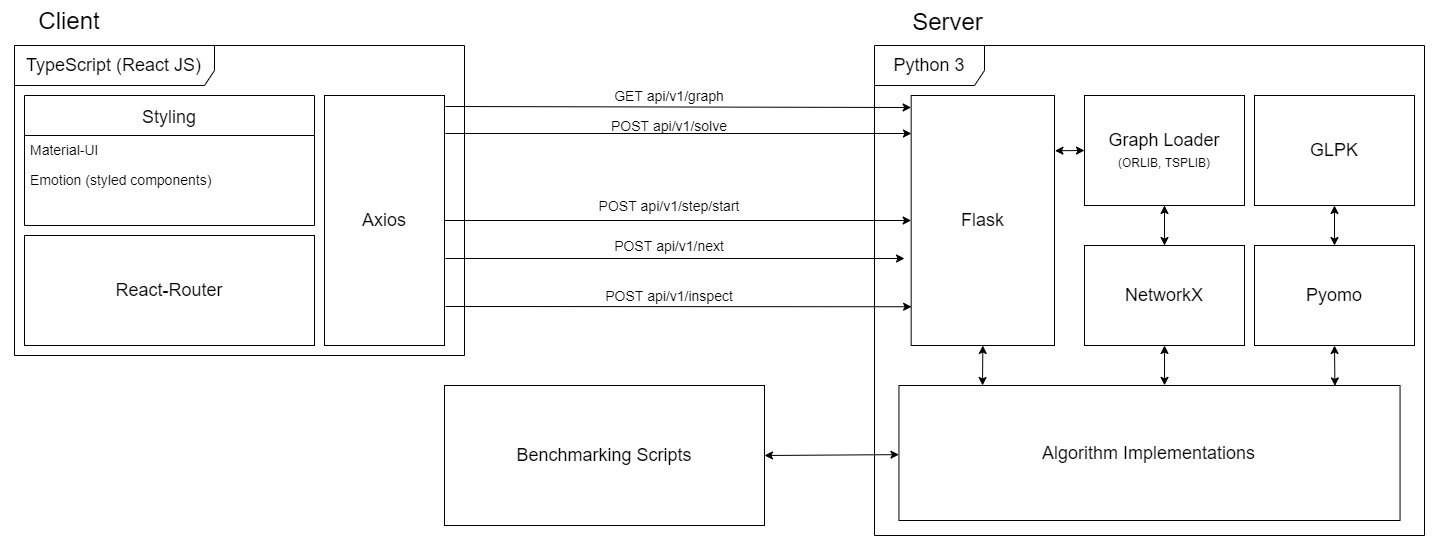 Client
Server
TypeScript (React JS)
Styling
Material-UI
Emotion (styled components)
React-Router
Axios
GET api/v1/graph
POST api/v1/solve
POST api/v1/step/start
POST api/v1/next
POST api/v1/inspect
Python 3
Flask
Graph Loader
(ORLIB, TSPLIB)
GLPK
NetworkX
Pyomo
Benchmarking Scripts
Algorithm Implementations